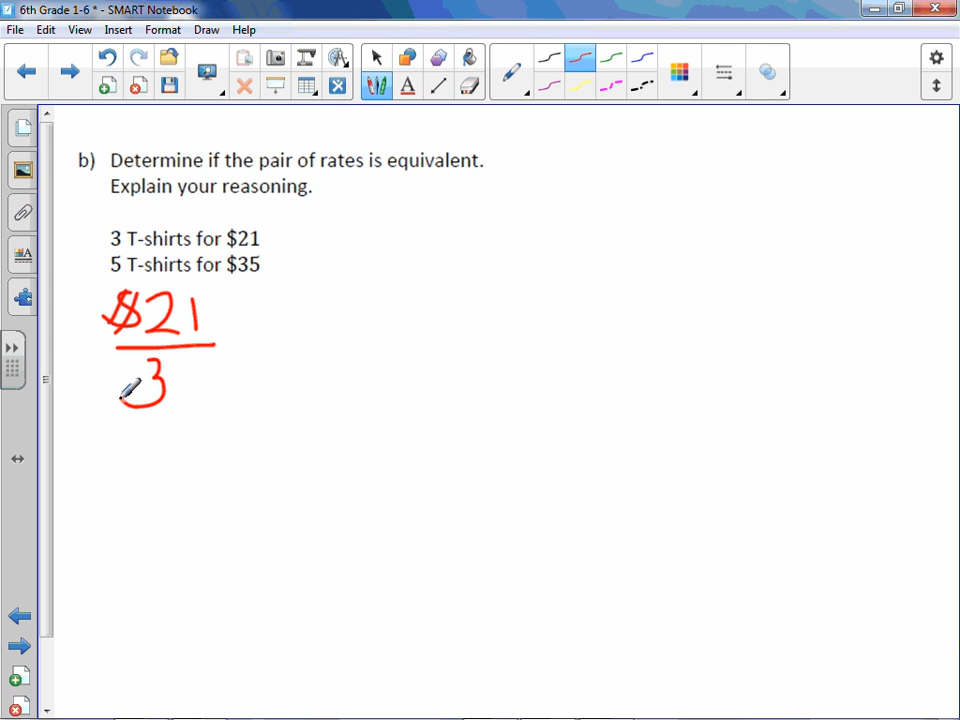 6th Grade 1-6 * - SMART Notebook
File Edit View Insert Format Draw Help
b) Determine if the pair of rates is equivalent.
Explain your reasoning.
3 T-shirts for $21
5 T-shirts for $35
$21
3